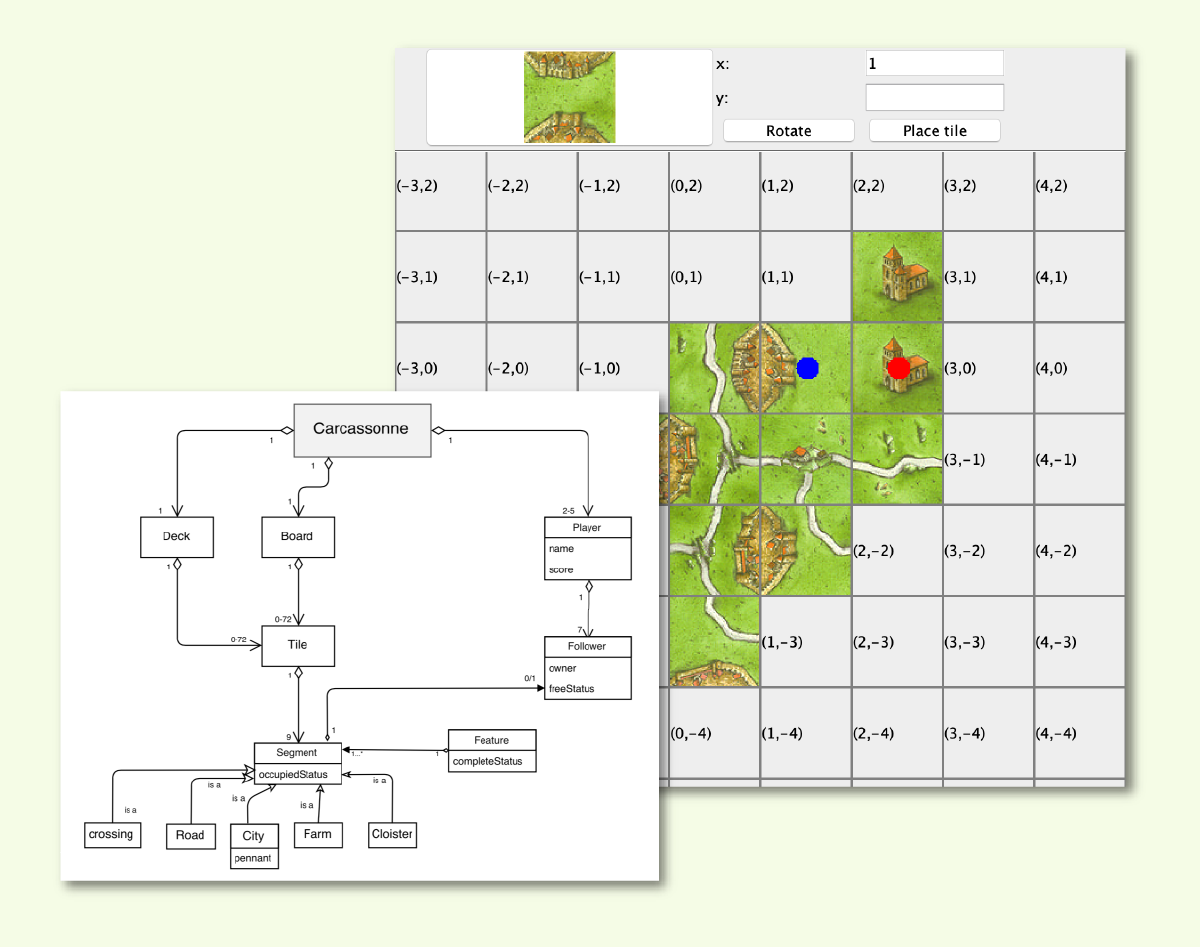 x:
1
y:
Rotate
Place tile
(−3,2)
(−2,2)
(−1,2)
(0,2)
(1,2)
(2,2)
(3,2)
(4,2)
(−3,1)
(−2,1)
(−1,1)
(0,1)
(1,1)
(3,1)
(4,1)
(−3,0)
(−2,0)
(−1,0)
(3,0)
(4,0)
(3,−1)
(4,−1)
(2,−2)
(3,−2)
(4,−2)
(1,−3)
(2,−3)
(3,−3)
(4,−3)
(0,−4)
(1,−4)
(2,−4)
(3,−4)
(4,−4)
Carcassonne
1
1
1
1
1
2-5
Deck
Board
Player
name
score
1
1
1
0-72
7
0-72
Tile
Follower
owner
freeStatus
1
0/1
1
9
Segment
occupiedStatus
1...*
1
Feature
completeStatus
is a
is a
is a
is a
is a
crossing
Road
City
pennant
Farm
Cloister